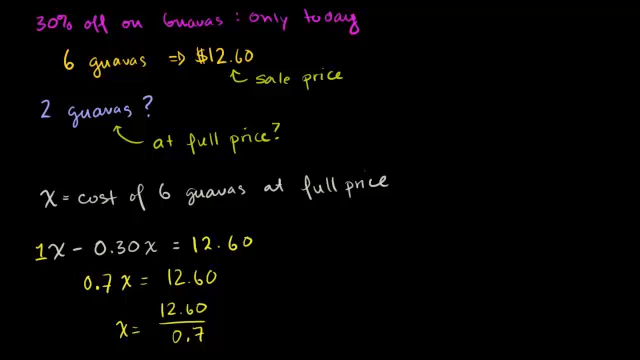 30% off on Guavas: Only today
6 guavas ⇒ $12.60
sale price
2 guavas?
at full price?
x = cost of 6 guavas at full price
1x - 0.30x = 12.60
0.7x = 12.60
x = 12.60 / 0.7